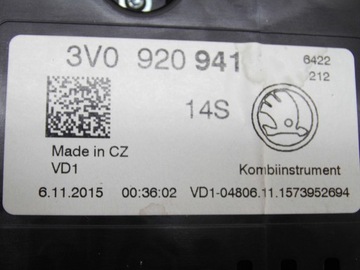 3V0 920 941
6422
212
14S
Made in CZ
VD1
Kombiinstrument
6.11.2015 00:36:02 VD1-04806.11.1573952694